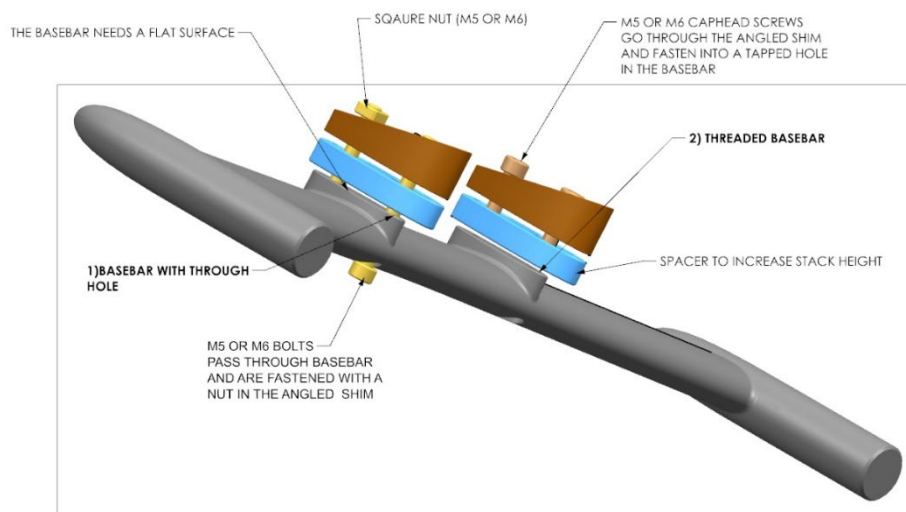 SQAURE NUT (M5 OR M6)
THE BASEBAR NEEDS A FLAT SURFACE
M5 OR M6 CAPHEAD SCREWS
GO THROUGH THE ANGLED SHIM
AND FASTEN INTO A TAPPED HOLE
IN THE BASEBAR
2) THREADED BASEBAR
SPACER TO INCREASE STACK HEIGHT
1)BASEBAR WITH THROUGH
HOLE
M5 OR M6 BOLTS
PASS THROUGH BASEBAR
AND ARE FASTENED WITH A
NUT IN THE ANGLED SHIM